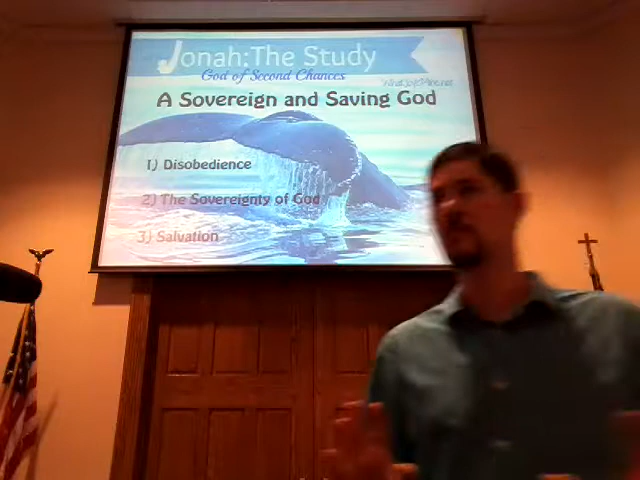 Jonah:The Study
God of Second Chances
A Sovereign and Saving God
1) Disobedience
2) The Sovereignty of God
3) Salvation